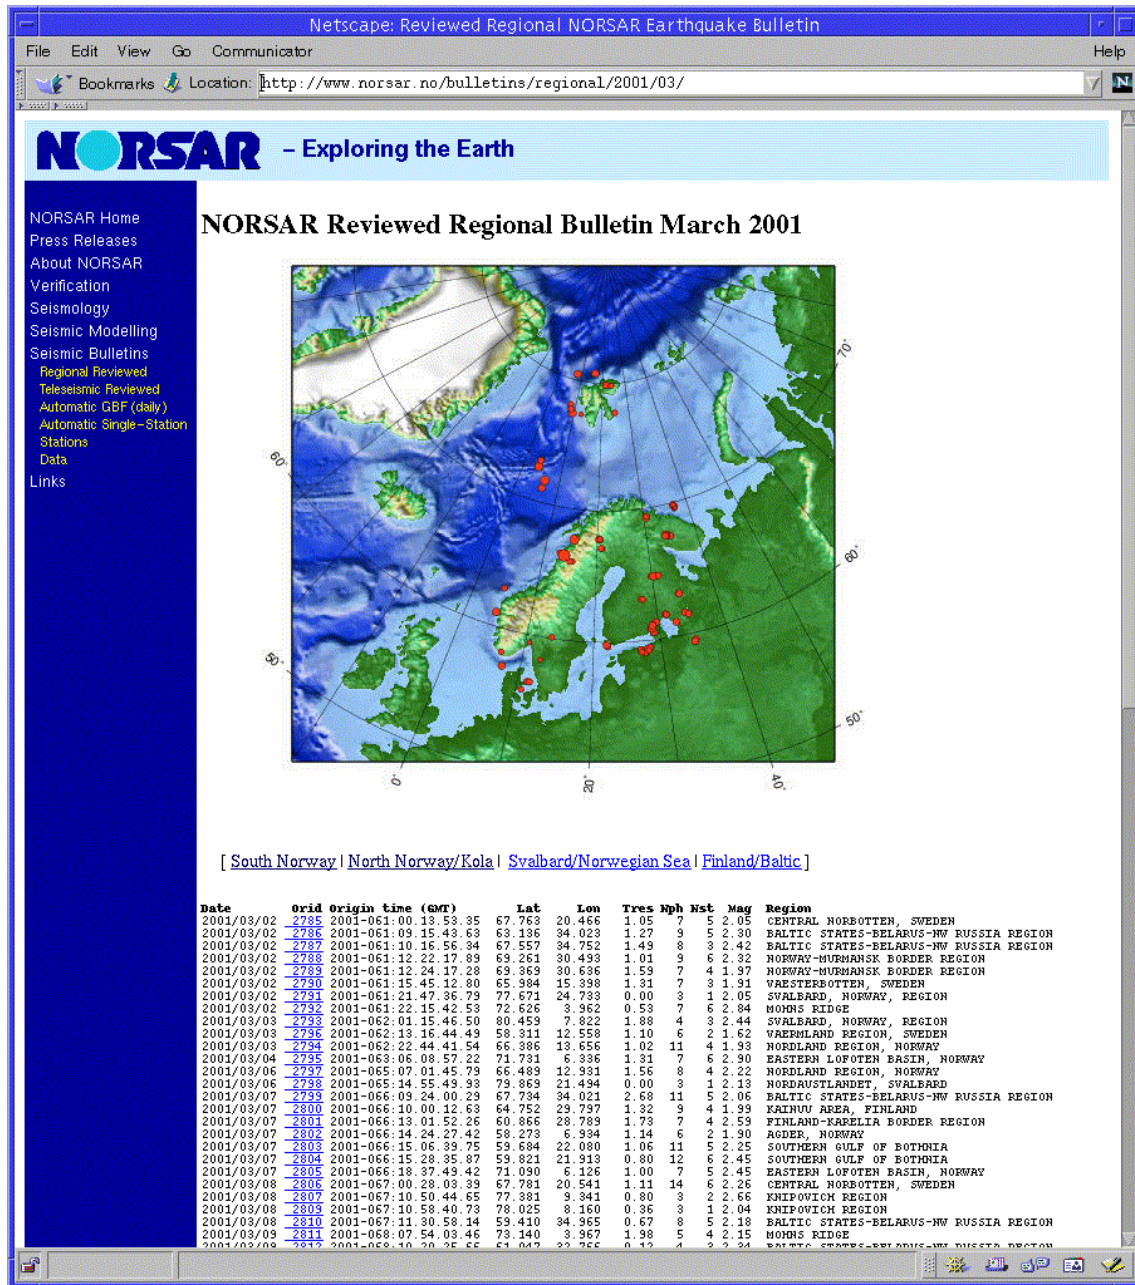 Netscape: Reviewed Regional NORSAR Earthquake Bulletin
File Edit View Go Communicator Help
Bookmarks Location: http://www.norsar.no/bulletins/regional/2001/03/
N
NORSAR – Exploring the Earth
NORSAR Home
Press Releases
About NORSAR
Verification
Seismology
Seismic Modelling
Seismic Bulletins
Regional Reviewed
Teleseismic Reviewed
Automatic GBF (daily)
Automatic Single-Station
Stations
Data
Links
NORSAR Reviewed Regional Bulletin March 2001
70°
60°
60°
50°
50°
0°
20°
40°
[ South Norway | North Norway/Kola | Svalbard/Norwegian Sea | Finland/Baltic ]
Date Orid Origin time (GMT) Lat Lon Tres Nph Nst Mag Region
2001/03/02 2785 2001-061:00.13.53.35 67.763 20.466 1.05 7 5 2.05 CENTRAL NORBOTTEN, SWEDEN
2001/03/02 2786 2001-061:09.15.43.63 63.136 34.023 1.27 9 5 2.30 BALTIC STATES-BELARUS-NW RUSSIA REGION
2001/03/02 2787 2001-061:10.16.56.34 67.557 34.752 1.49 8 3 2.42 BALTIC STATES-BELARUS-NW RUSSIA REGION
2001/03/02 2788 2001-061:12.22.17.89 69.261 30.493 1.01 9 6 2.32 NORWAY-MURMANSK BORDER REGION
2001/03/02 2789 2001-061:12.24.17.28 69.369 30.636 1.59 7 4 1.97 NORWAY-MURMANSK BORDER REGION
2001/03/02 2790 2001-061:15.45.12.80 65.984 15.398 1.31 7 3 1.91 VAESTERBOTTEN, SWEDEN
2001/03/02 2791 2001-061:21.47.36.79 77.671 24.733 0.00 3 1 2.05 SVALBARD, NORWAY, REGION
2001/03/02 2792 2001-061:22.15.42.53 72.626 3.962 0.53 7 6 2.84 MOHNS RIDGE
2001/03/03 2793 2001-062:01.15.46.50 80.459 7.822 1.88 4 3 2.44 SVALBARD, NORWAY, REGION
2001/03/03 2796 2001-062:13.16.44.49 58.311 12.558 1.10 6 2 1.62 VAERMLAND REGION, SWEDEN
2001/03/03 2794 2001-062:22.44.41.54 66.386 13.656 1.02 11 4 1.93 NORDLAND REGION, NORWAY
2001/03/04 2795 2001-063:06.08.57.22 71.731 6.336 1.31 7 6 2.90 EASTERN LOFOTEN BASIN, NORWAY
2001/03/06 2797 2001-065:07.01.45.79 66.489 12.931 1.56 8 4 2.22 NORDLAND REGION, NORWAY
2001/03/06 2798 2001-065:14.55.49.93 79.869 21.494 0.00 3 1 2.13 NORDAUSTLANDET, SVALBARD
2001/03/07 2799 2001-066:09.24.00.29 67.734 34.021 2.68 11 5 2.06 BALTIC STATES-BELARUS-NW RUSSIA REGION
2001/03/07 2800 2001-066:10.00.12.63 64.752 29.797 1.32 9 4 1.99 KAINUU AREA, FINLAND
2001/03/07 2801 2001-066:13.01.52.26 60.866 28.789 1.73 7 4 2.59 FINLAND-KARELIA BORDER REGION
2001/03/07 2802 2001-066:14.24.27.42 58.273 6.934 1.14 6 2 1.90 AGDER, NORWAY
2001/03/07 2803 2001-066:15.06.39.75 59.684 22.080 1.06 11 5 2.25 SOUTHERN GULF OF BOTHNIA
2001/03/07 2804 2001-066:15.28.35.87 59.821 21.913 0.80 12 6 2.45 SOUTHERN GULF OF BOTHNIA
2001/03/07 2805 2001-066:18.37.49.42 71.090 6.126 1.00 7 5 2.45 EASTERN LOFOTEN BASIN, NORWAY
2001/03/08 2806 2001-067:00.28.03.39 67.781 20.541 1.11 14 6 2.26 CENTRAL NORBOTTEN, SWEDEN
2001/03/08 2807 2001-067:10.50.44.65 77.381 9.341 0.80 3 2 2.66 KNIPOVICH REGION
2001/03/08 2809 2001-067:10.58.40.73 78.025 8.160 0.36 3 1 2.04 KNIPOVICH REGION
2001/03/08 2810 2001-067:11.30.58.14 59.410 34.965 0.67 8 5 2.18 BALTIC STATES-BELARUS-NW RUSSIA REGION
2001/03/09 2811 2001-068:07.54.03.46 73.140 3.967 1.98 5 4 2.15 MOHNS RIDGE
2001/03/09 2812 2001-068:10.20.25.66 61.047 32.766 0.12 4 3 2.34 BALTIC STATES-BELARUS-NW RUSSIA REGION